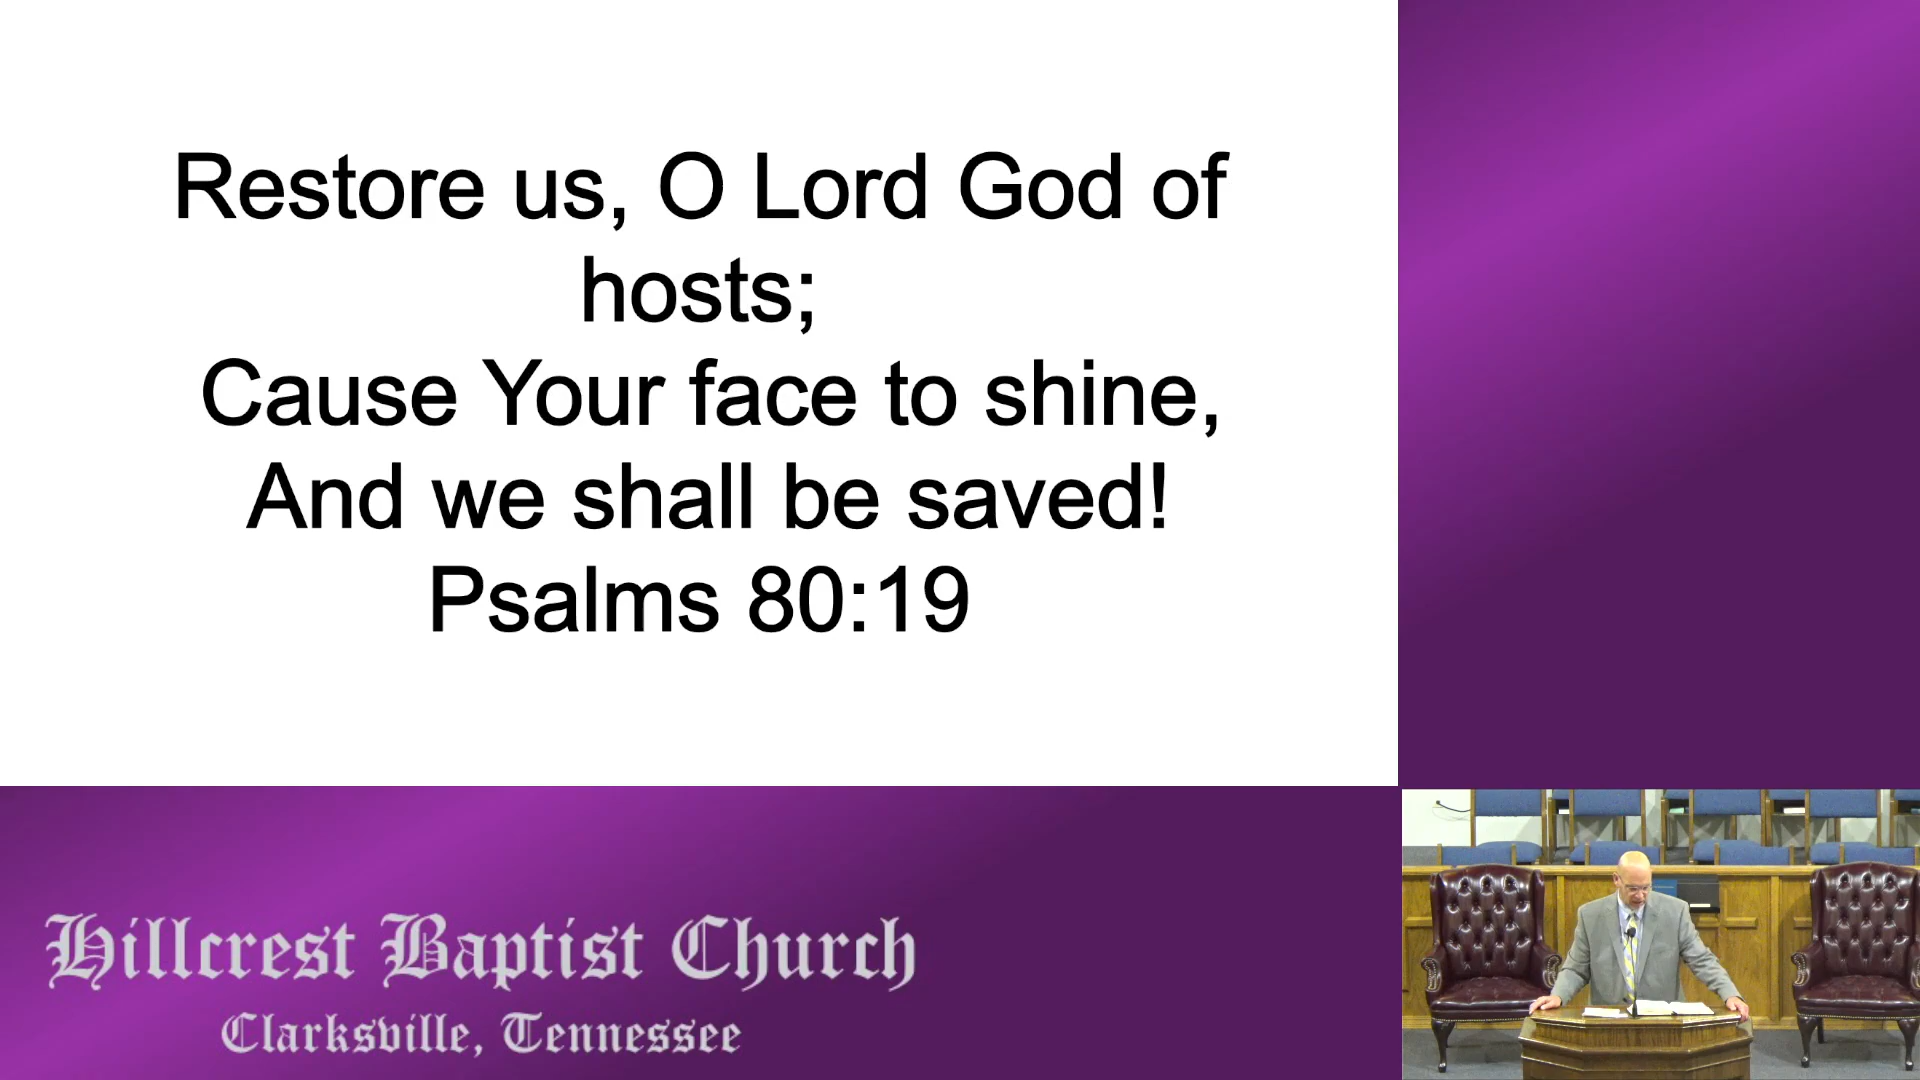 Restore us, O Lord God of
hosts;
Cause Your face to shine,
And we shall be saved!
Psalms 80:19
Hillcrest Baptist Church
Clarksville, Tennessee